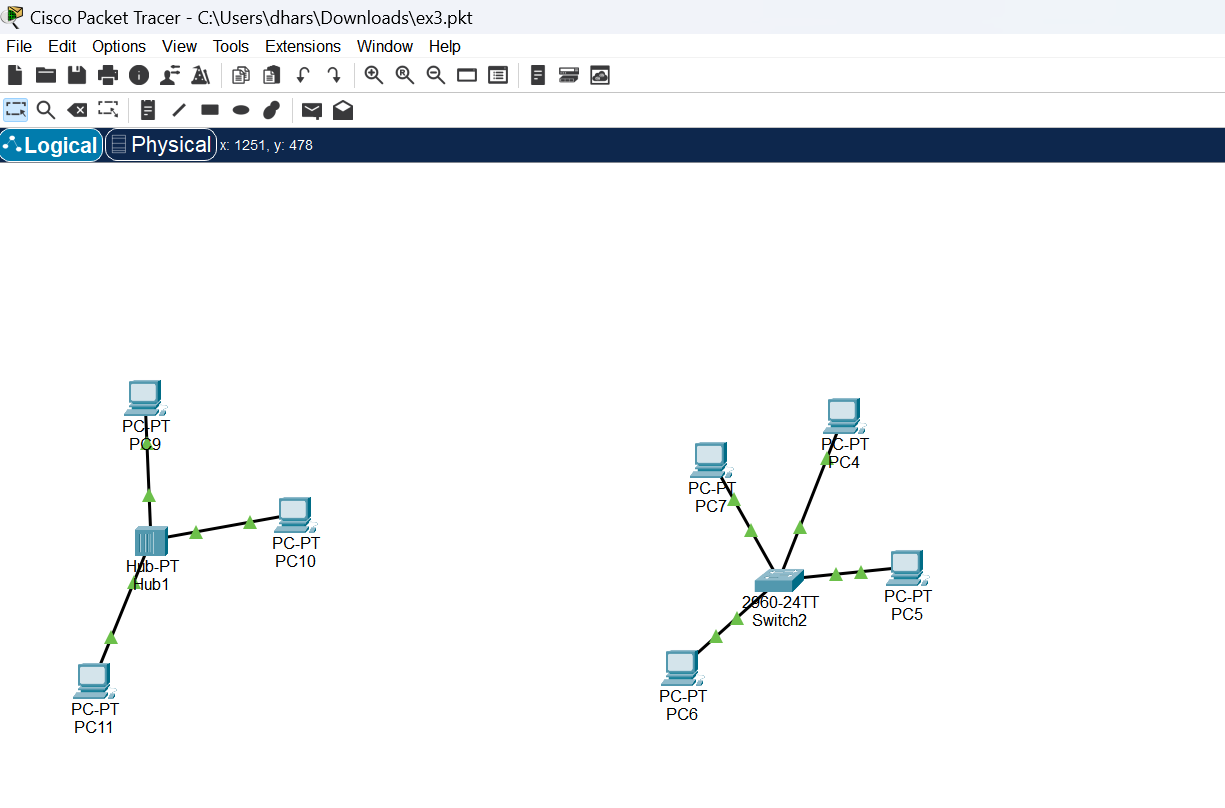 Cisco Packet Tracer - C:\Users\dhars\Downloads\ex3.pkt
File Edit Options View Tools Extensions Window Help
Logical Physical x: 1251, y: 478
PC-PT
PC9
PC-PT
PC10
Hub-PT
Hub1
PC-PT
PC11
PC-PT
PC4
PC-PT
PC7
PC-PT
PC5
2960-24TT
Switch2
PC-PT
PC6